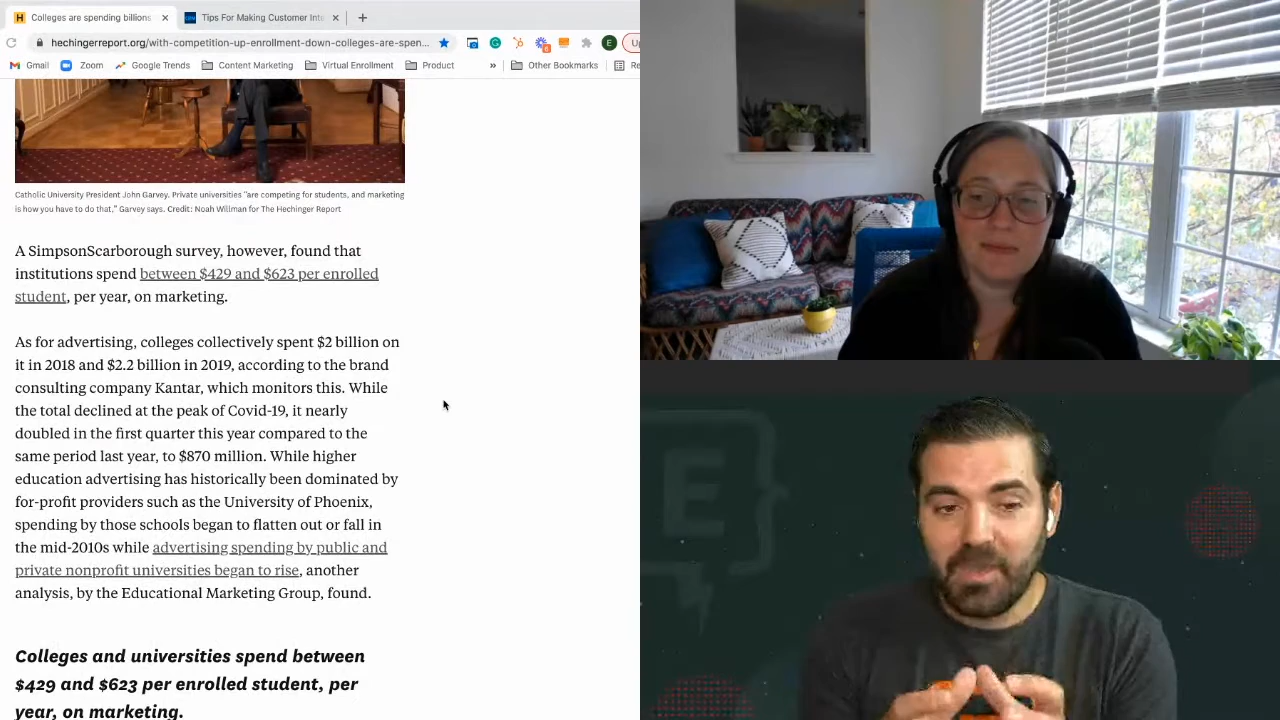 Colleges are spending billions
Tips For Making Customer Inte
hechingerreport.org/with-competition-up-enrollment-down-colleges-are-spen...
E
Gmail
Zoom
Google Trends
Content Marketing
Virtual Enrollment
Product
»
Other Bookmarks
Re
Catholic University President John Garvey. Private universities "are competing for students, and marketing
is how you have to do that," Garvey says. Credit: Noah Willman for The Hechinger Report
A SimpsonScarborough survey, however, found that
institutions spend between $429 and $623 per enrolled
student, per year, on marketing.
As for advertising, colleges collectively spent $2 billion on
it in 2018 and $2.2 billion in 2019, according to the brand
consulting company Kantar, which monitors this. While
the total declined at the peak of Covid-19, it nearly
doubled in the first quarter this year compared to the
same period last year, to $870 million. While higher
education advertising has historically been dominated by
for-profit providers such as the University of Phoenix,
spending by those schools began to flatten out or fall in
the mid-2010s while advertising spending by public and
private nonprofit universities began to rise, another
analysis, by the Educational Marketing Group, found.
Colleges and universities spend between
$429 and $623 per enrolled student, per
year, on marketing.
E